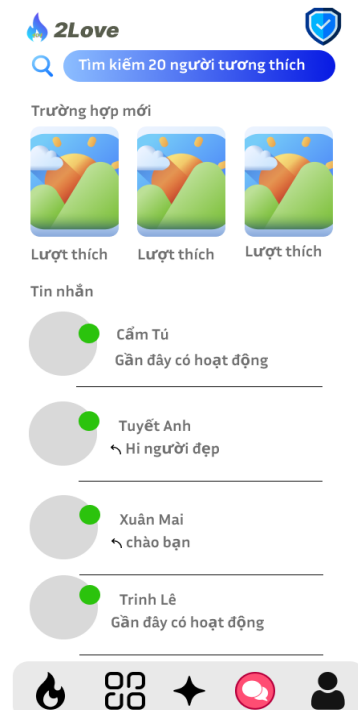 2Love
Tìm kiếm 20 người tương thích
Trường hợp mới
Lượt thích
Lượt thích
Lượt thích
Tin nhắn
Cẩm Tú
Gần đây có hoạt động
Tuyết Anh
Hi người đẹp
Xuân Mai
chào bạn
Trinh Lê
Gần đây có hoạt động